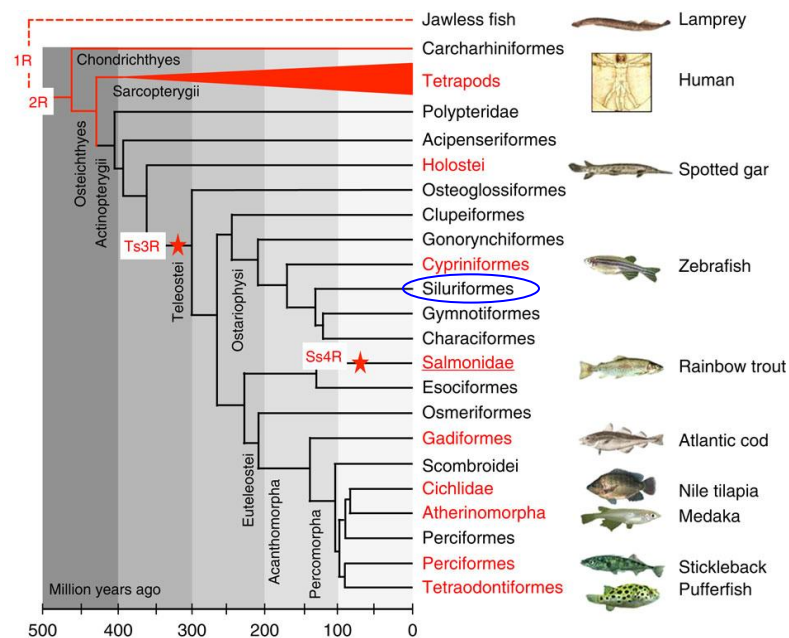 Jawless fish Lamprey
1R
Carcharhiniformes
Chondrichthyes
Tetrapods Human
Sarcopterygii
2R
Polypteridae
Osteichthyes
Actinopterygii
Acipenseriformes
Holostei Spotted gar
Osteoglossiformes
Clupeiformes
Ts3R
Teleostei
Gonorynchiformes
Ostariophysi
Cypriniformes Zebrafish
Siluriformes
Gymnotiformes
Characiformes
Ss4R
Salmonidae Rainbow trout
Esociformes
Osmeriformes
Euteleostei
Gadiformes Atlantic cod
Acanthomorpha
Scombroidei
Percomorpha
Cichlidae Nile tilapia
Atherinomorpha Medaka
Perciformes
Perciformes Stickleback
Tetraodontiformes Pufferfish
Million years ago
500 400 300 200 100 0